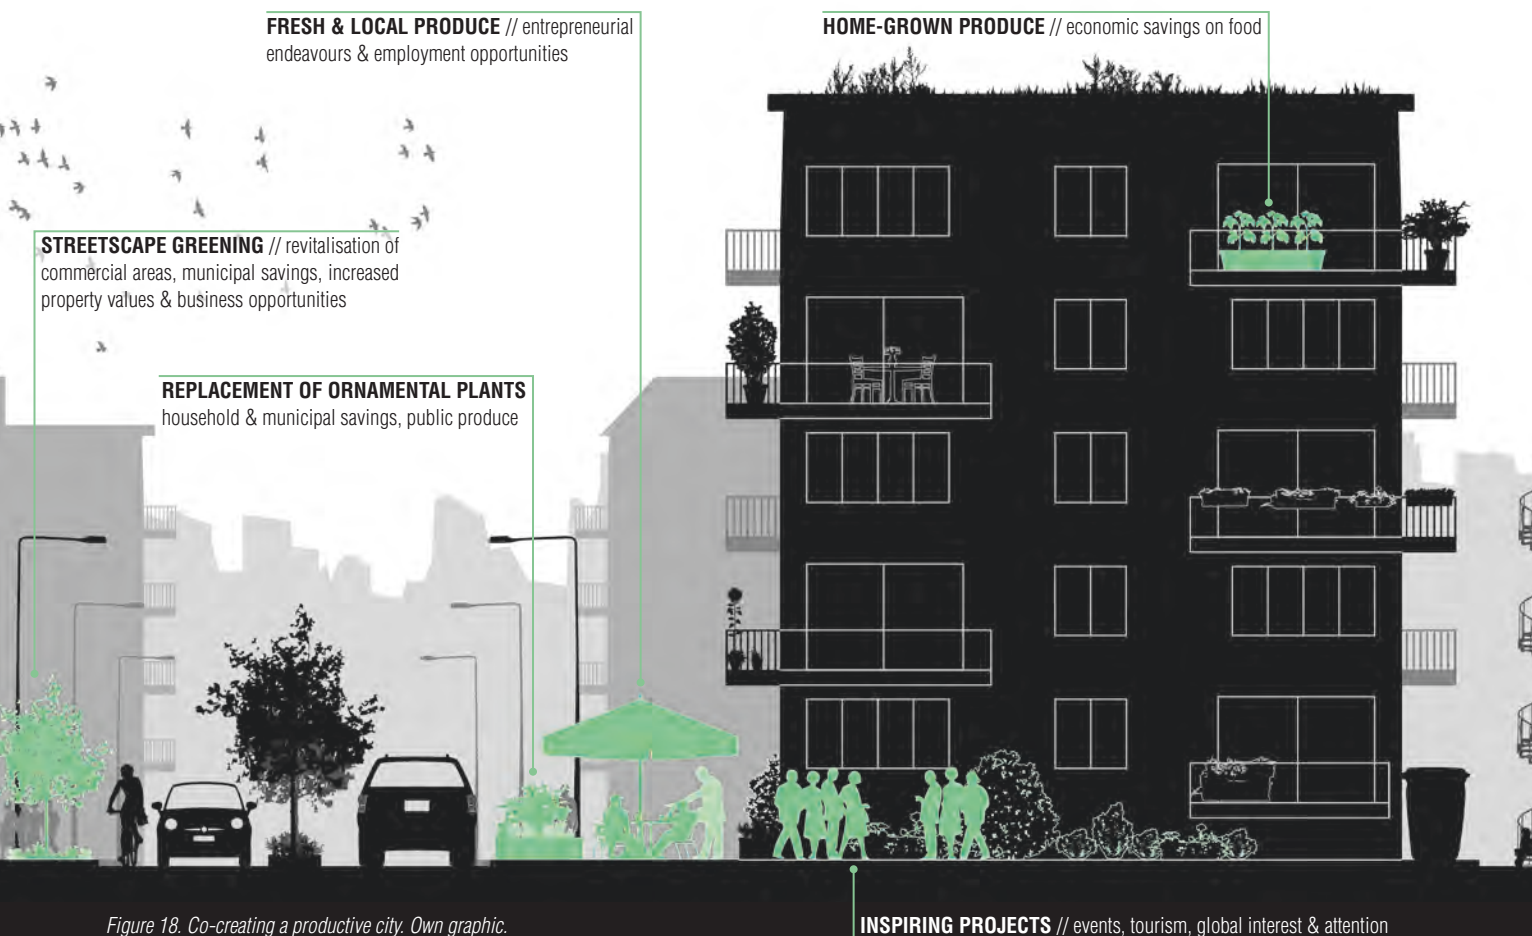 FRESH & LOCAL PRODUCE // entrepreneurial
endeavours & employment opportunities
HOME-GROWN PRODUCE // economic savings on food
STREETSCAPE GREENING // revitalisation of
commercial areas, municipal savings, increased
property values & business opportunities
REPLACEMENT OF ORNAMENTAL PLANTS
household & municipal savings, public produce
Figure 18. Co-creating a productive city. Own graphic.
INSPIRING PROJECTS // events, tourism, global interest & attention